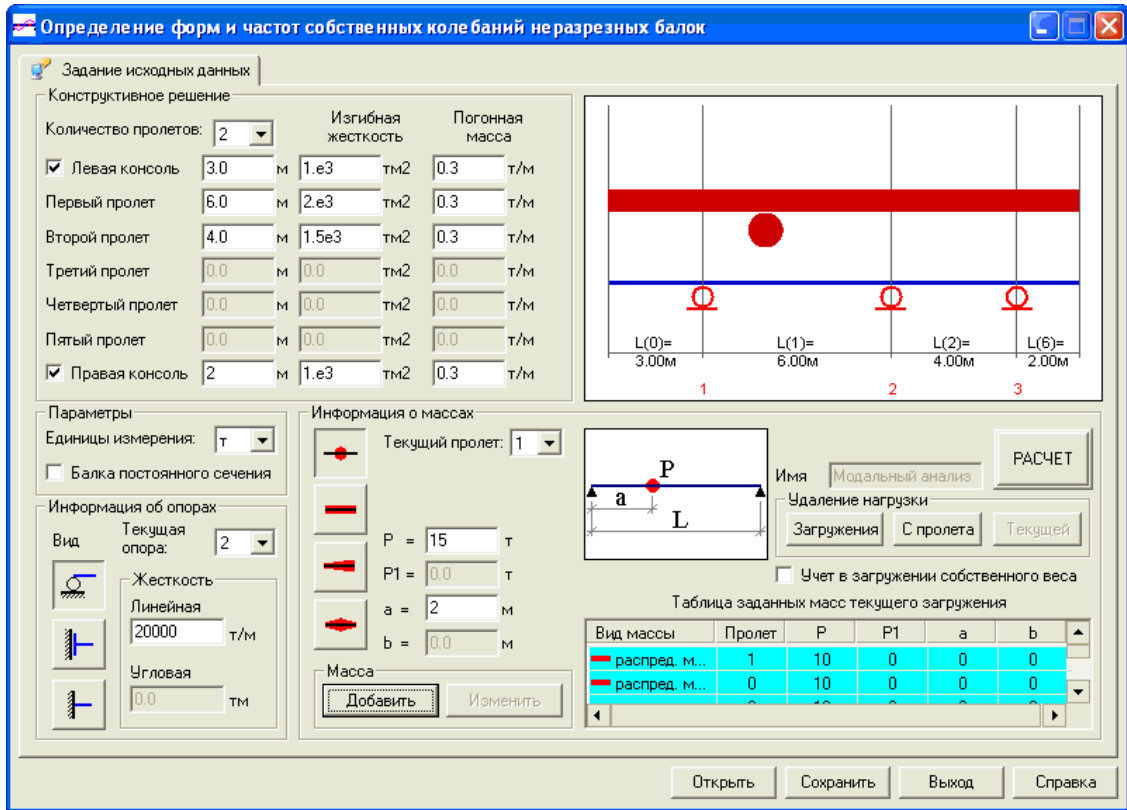 Определение форм и частот собственных колебаний неразрезных балок
Задание исходных данных
Конструктивное решение
Количество пролетов: 2
Изгибная жесткость
Погонная масса
Левая консоль 3.0 м 1.e3 тм2 0.3 т/м
Первый пролет 6.0 м 2.e3 тм2 0.3 т/м
Второй пролет 4.0 м 1.5e3 тм2 0.3 т/м
Третий пролет 0.0 м 0.0 тм2 0.0 т/м
Четвертый пролет 0.0 м 0.0 тм2 0.0 т/м
Пятый пролет 0.0 м 0.0 тм2 0.0 т/м
Правая консоль 2 м 1.e3 тм2 0.3 т/м
L(0)= L(1)= L(2)= L(6)=
3.00м 6.00м 4.00м 2.00м
1 2 3
Параметры
Единицы измерения: т
Балка постоянного сечения
Информация об опорах
Вид
Текущая опора: 2
Жесткость
Линейная
20000 т/м
Угловая
0.0 тм
Информация о массах
Текущий пролет: 1
P = 15 т
P1 = 0.0 т
a = 2 м
b = 0.0 м
Масса
Добавить Изменить
P
a
L
Имя Модальный анализ
РАСЧЕТ
Удаление нагрузки
Загружения С пролета Текущей
Учет в загружении собственного веса
Таблица заданных масс текущего загружения
Вид массы Пролет P P1 a b
распред. м... 1 10 0 0 0
распред. м... 0 10 0 0 0
Открыть Сохранить Выход Справка